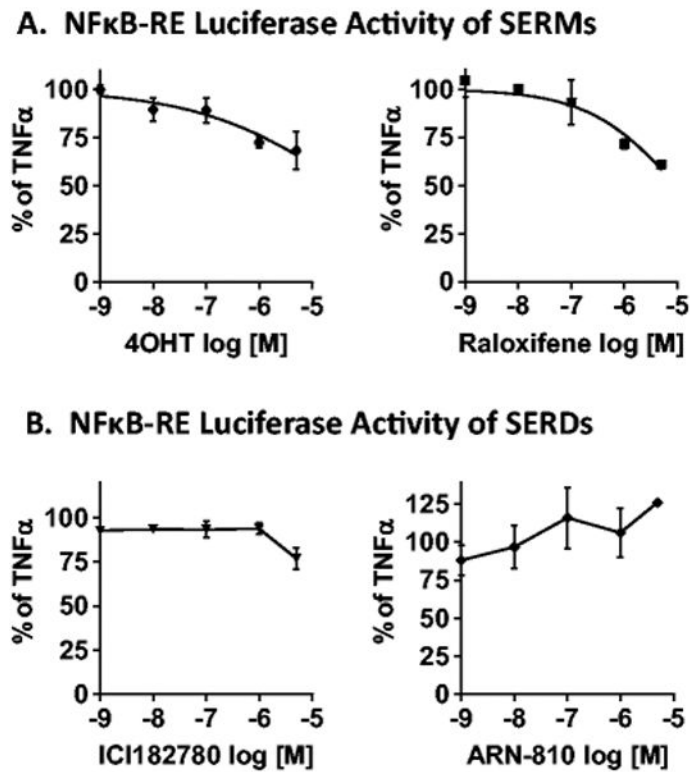 A. NFκB-RE Luciferase Activity of SERMs
% of TNFα
100
75
50
25
0
-9 -8 -7 -6 -5
4OHT log [M]
% of TNFα
100
75
50
25
0
-9 -8 -7 -6 -5
Raloxifene log [M]
B. NFκB-RE Luciferase Activity of SERDs
% of TNFα
100
75
50
25
0
-9 -8 -7 -6 -5
ICI182780 log [M]
% of TNFα
125
100
75
50
25
0
-9 -8 -7 -6 -5
ARN-810 log [M]